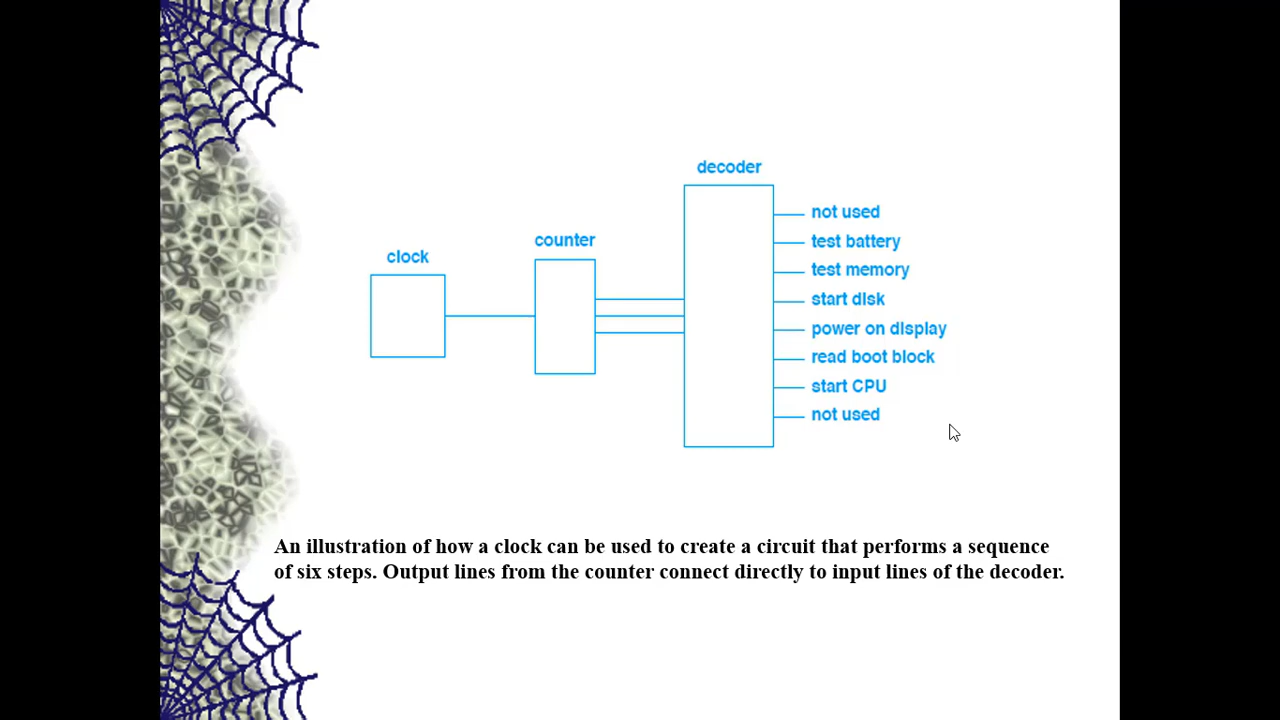 decoder
not used
counter
test battery
clock
test memory
start disk
power on display
read boot block
start CPU
not used
An illustration of how a clock can be used to create a circuit that performs a sequence
of six steps. Output lines from the counter connect directly to input lines of the decoder.